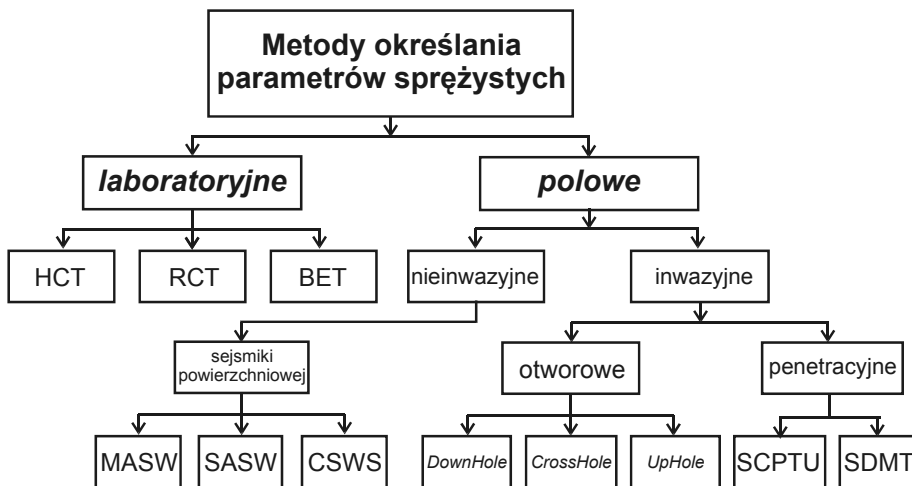 Metody określania
parametrów sprężystych
laboratoryjne
polowe
HCT
RCT
BET
nieinwazyjne
inwazyjne
sejsmiki
powierzchniowej
otworowe
penetracyjne
MASW
SASW
CSWS
DownHole
CrossHole
UpHole
SCPTU
SDMT